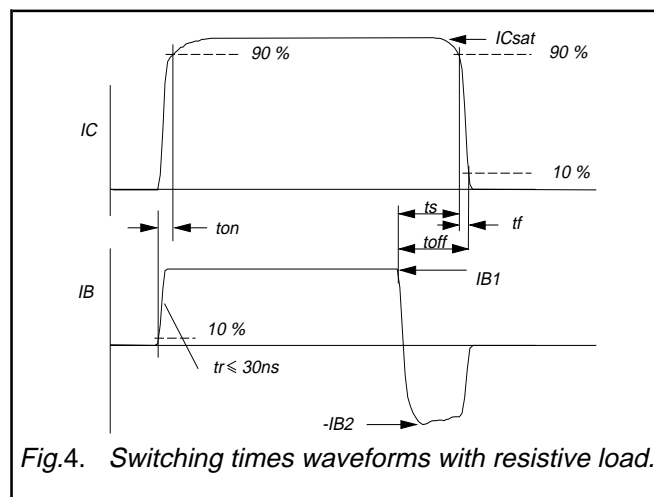 ICsat
90 %
90 %
IC
10 %
ts
ton
tf
toff
IB
IB1
10 %
tr ≤ 30ns
-IB2
Fig.4. Switching times waveforms with resistive load.